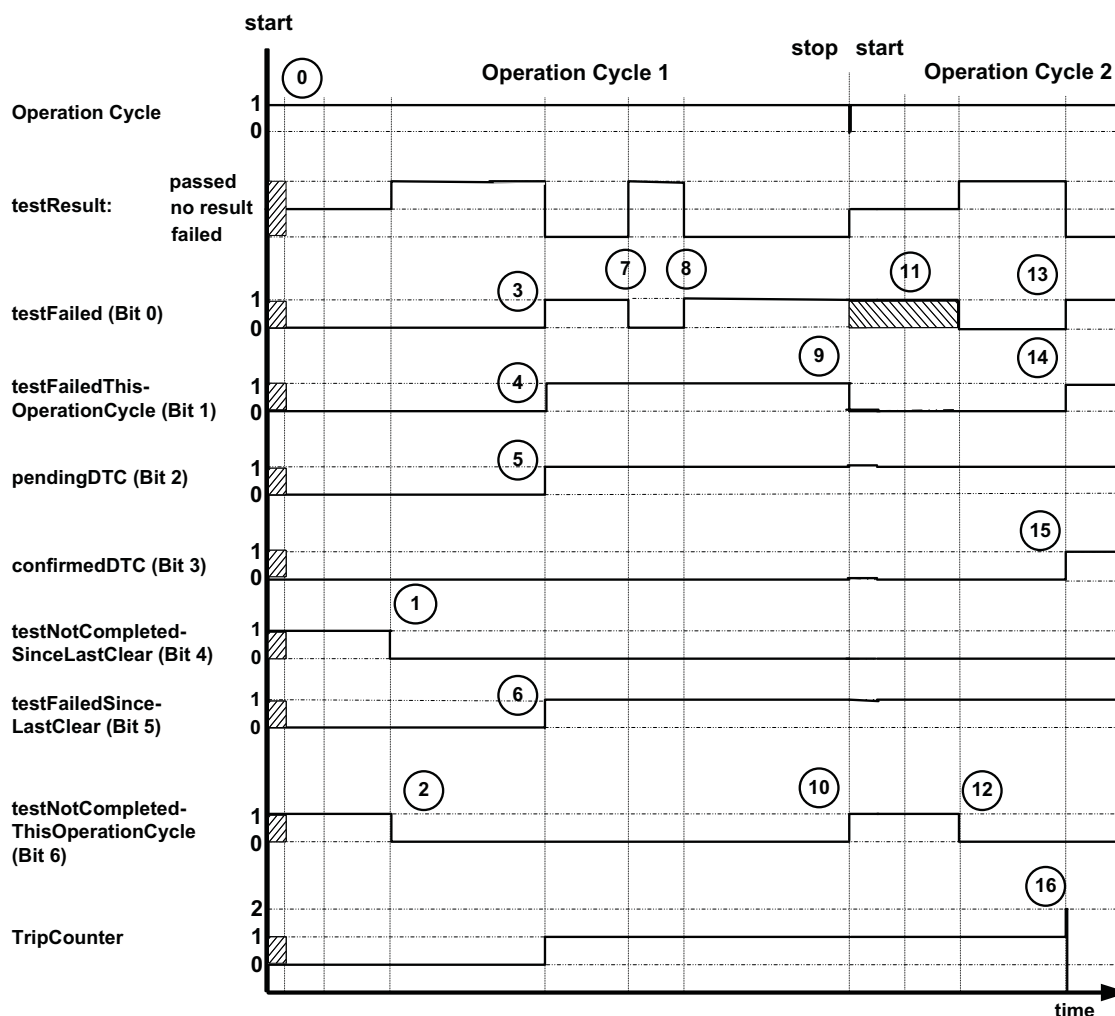 start
0
stop start
Operation Cycle 1
Operation Cycle 2
Operation Cycle
1
0
testResult:
passed
no result
failed
7
8
11
13
3
testFailed (Bit 0)
1
0
9
14
testFailedThis-
OperationCycle (Bit 1)
1
0
4
5
pendingDTC (Bit 2)
1
0
15
confirmedDTC (Bit 3)
1
0
1
testNotCompleted-
SinceLastClear (Bit 4)
1
0
6
testFailedSince-
LastClear (Bit 5)
1
0
2
10
12
testNotCompleted-
ThisOperationCycle
(Bit 6)
1
0
16
TripCounter
2
1
0
time